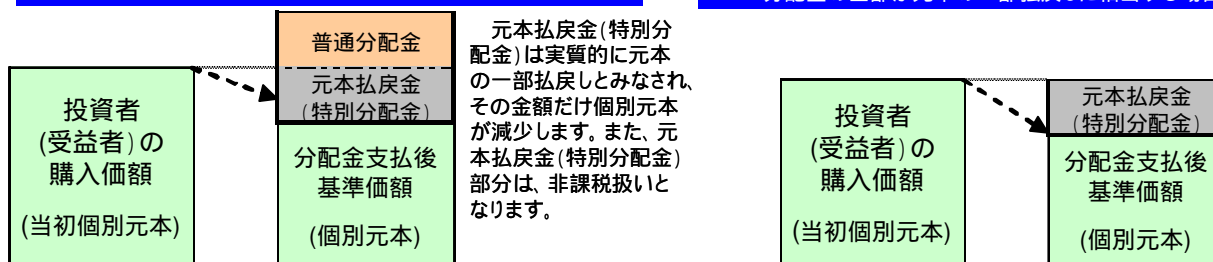 投資者
(受益者)の
購入価額
(当初個別元本)
普通分配金
元本払戻金
(特別分配金)
分配金支払後
基準価額
(個別元本)
元本払戻金(特別分
配金)は実質的に元本
の一部払戻しとみなされ、
その金額だけ個別元本
が減少します。また、元
本払戻金(特別分配金)
部分は、非課税扱いと
なります。
投資者
(受益者)の
購入価額
(当初個別元本)
元本払戻金
(特別分配金)
分配金支払後
基準価額
(個別元本)